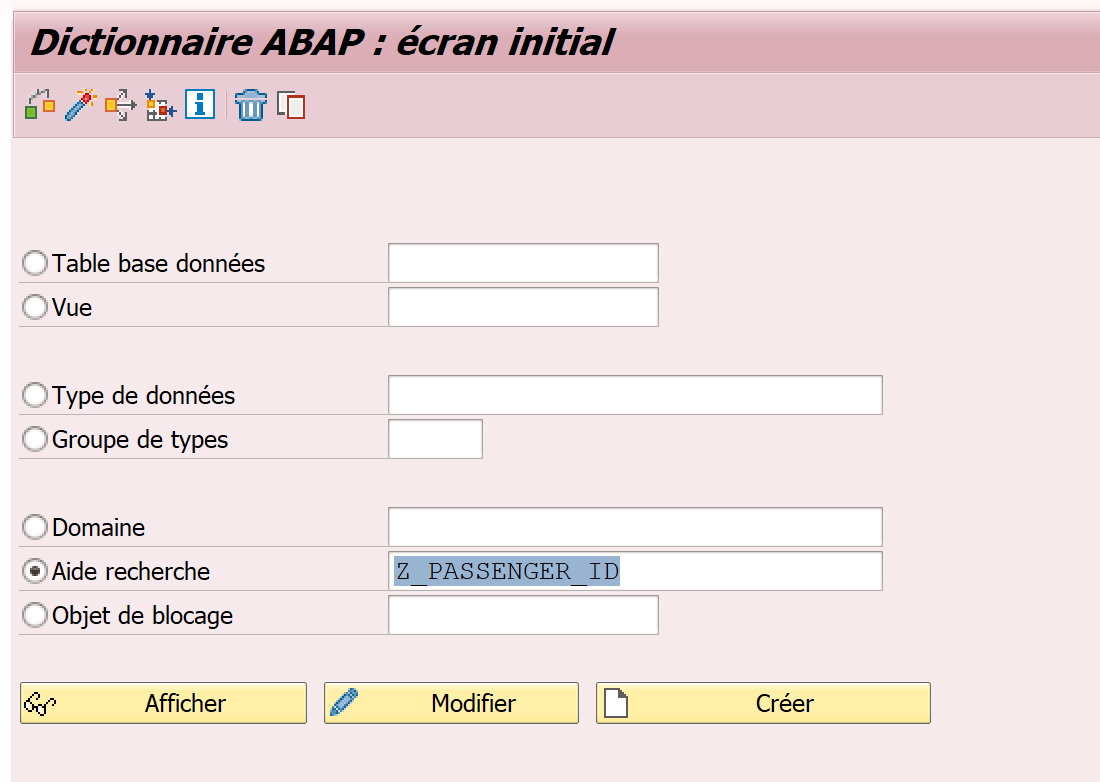 Dictionnaire ABAP : écran initial
Table base données
Vue
Type de données
Groupe de types
Domaine
Aide recherche Z_PASSENGER_ID
Objet de blocage
Afficher Modifier Créer